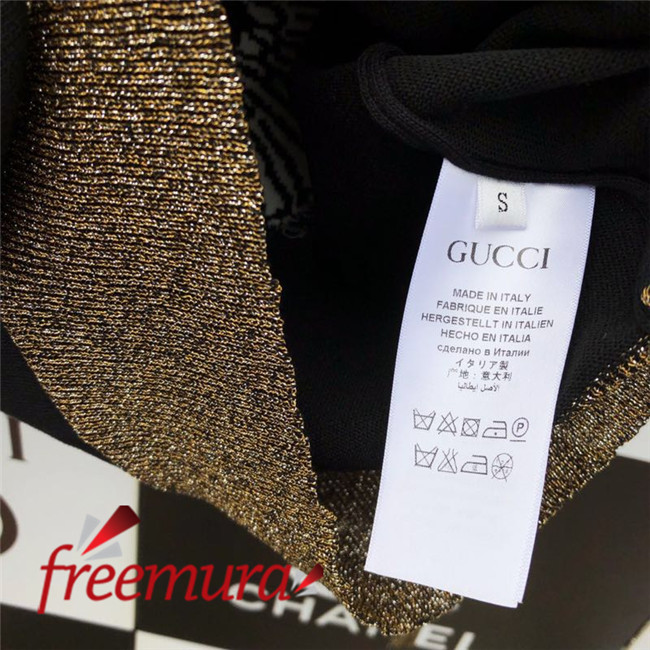 S
GUCCI
MADE IN ITALY
FABRIQUE EN ITALIE
HERGESTELLT IN ITALIEN
HECHO EN ITALIA
сделано в Италии
イタリア製
产地：意大利
الأصل ايطاليا
P
freemura
CHANEL